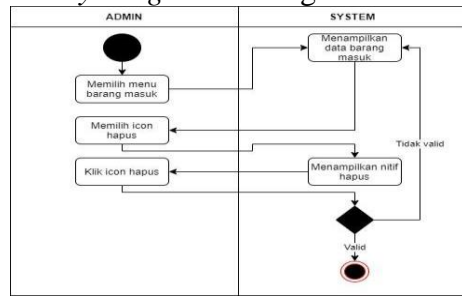 ADMIN
SYSTEM
Menampilkan
data barang
masuk
Memilih menu
barang masuk
Memilih icon
hapus
Tidak valid
Klik icon hapus
Menampilkan nitif
hapus
Valid